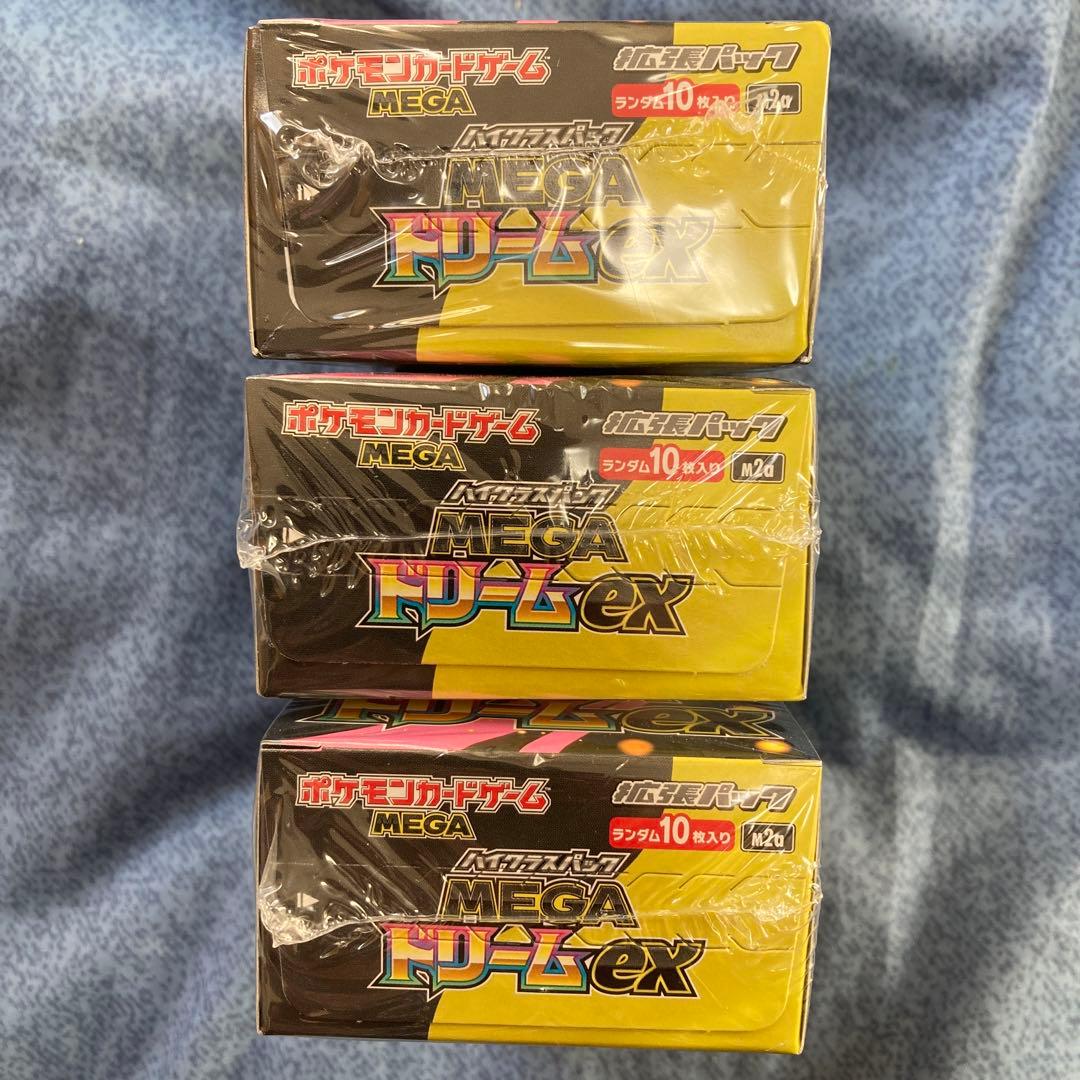 ポケモンカードゲーム
MEGA
拡張パック
ランダム10枚入り M2a
ハイクラスパック
MEGA
ドリームex
ポケモンカードゲーム
MEGA
拡張パック
ランダム10枚入り M2a
ハイクラスパック
MEGA
ドリームex
ドリームex
ポケモンカードゲーム
MEGA
拡張パック
ランダム10枚入り M2a
ハイクラスパック
MEGA
ドリームex